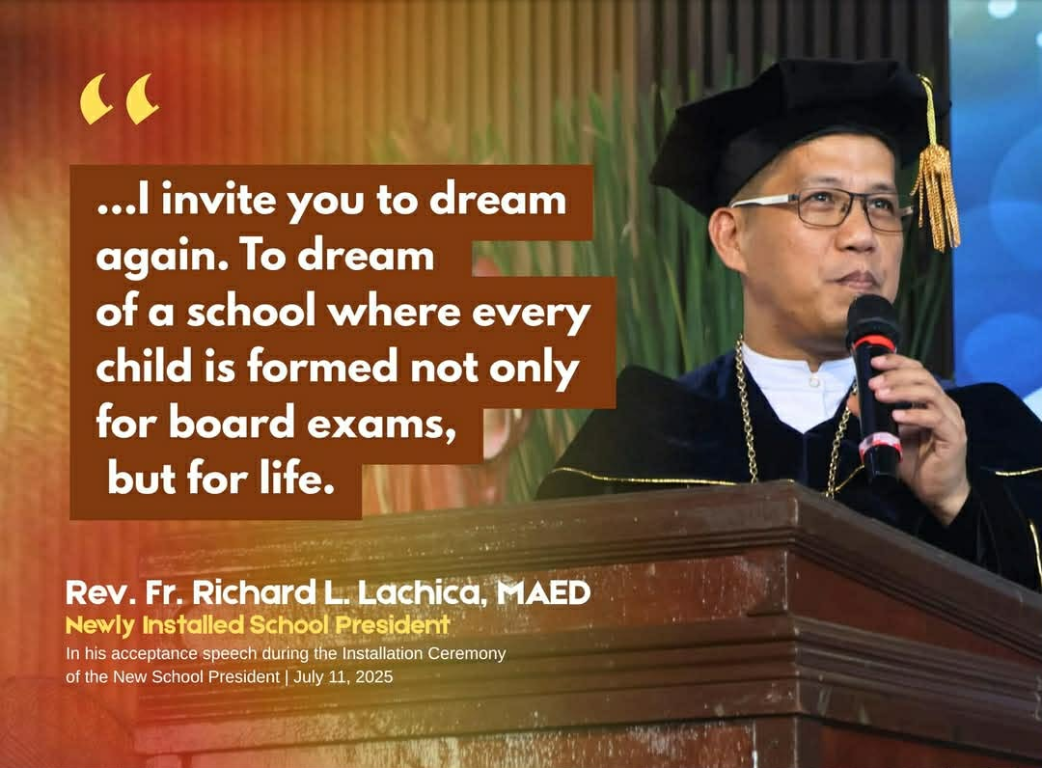 “
...I invite you to dream
again. To dream
of a school where every
child is formed not only
for board exams,
but for life.
Rev. Fr. Richard L. Lachica, MAED
Newly Installed School President
In his acceptance speech during the Installation Ceremony
of the New School President | July 11, 2025